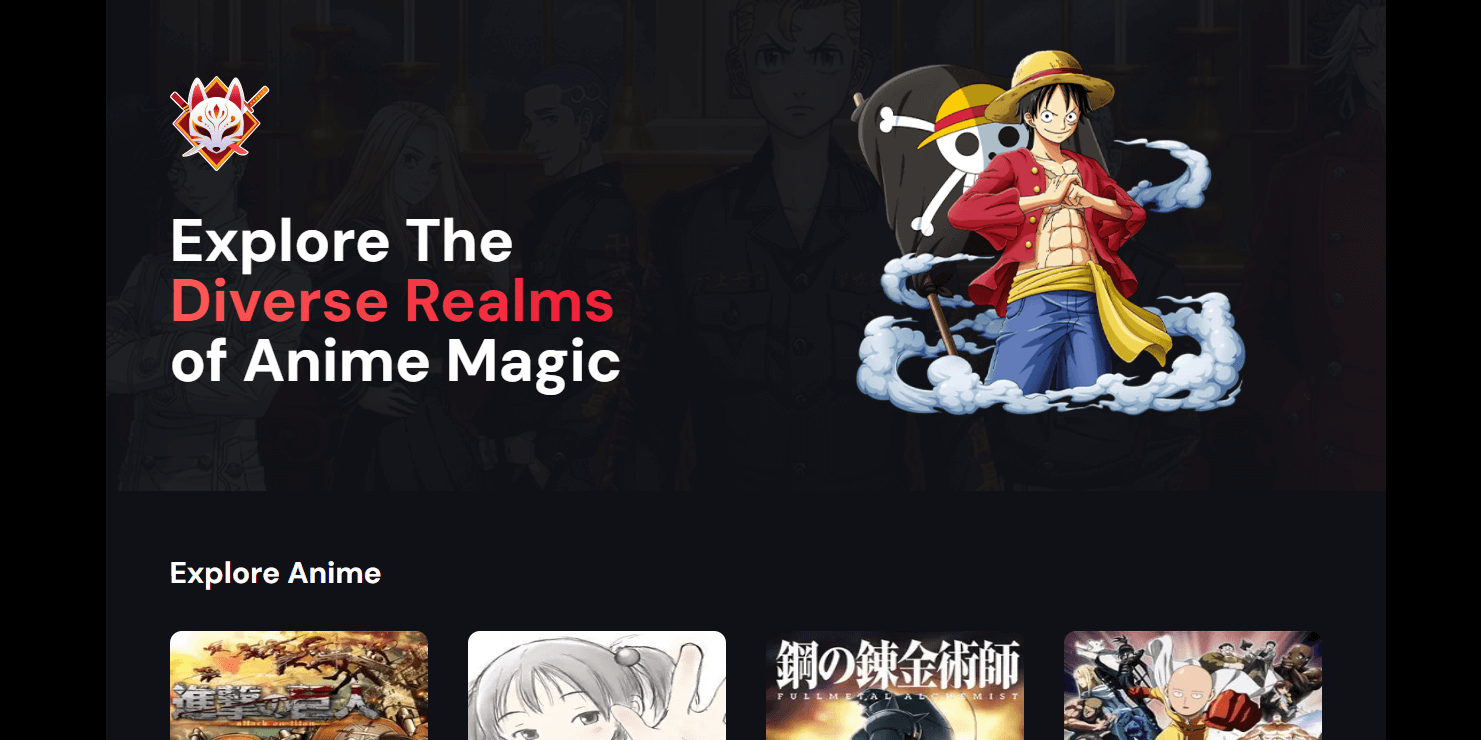 Explore The
Diverse Realms
of Anime Magic
Explore Anime
進撃の巨人
attack on titan
鋼の錬金術師
FULLMETAL ALCHEMIST